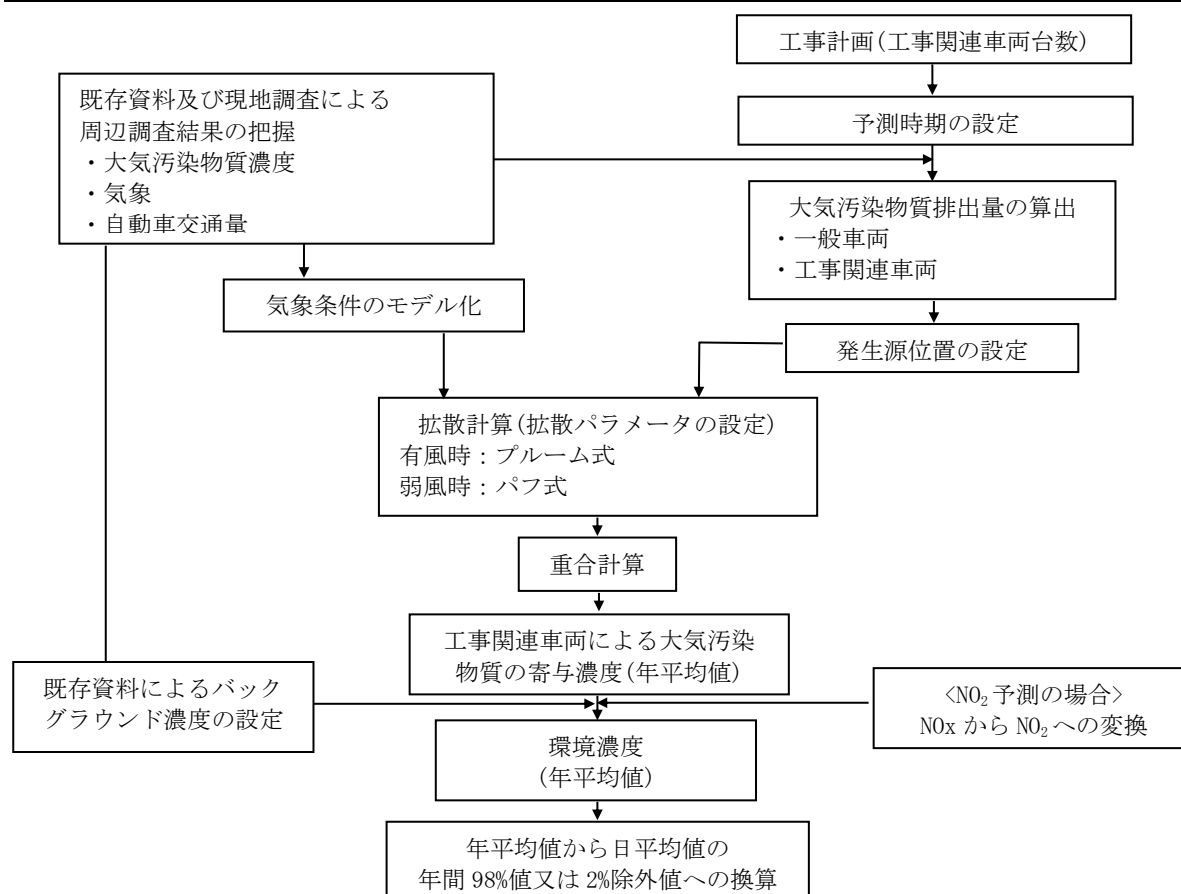 工事計画(工事関連車両台数)
既存資料及び現地調査による
周辺調査結果の把握
・大気汚染物質濃度
・気象
・自動車交通量
予測時期の設定
大気汚染物質排出量の算出
・一般車両
・工事関連車両
気象条件のモデル化
発生源位置の設定
拡散計算(拡散パラメータの設定)
有風時：プルーム式
弱風時：パフ式
重合計算
工事関連車両による大気汚染
物質の寄与濃度(年平均値)
既存資料によるバック
グラウンド濃度の設定
<NO₂予測の場合>
NOx から NO₂への変換
環境濃度
(年平均値)
年平均値から日平均値の
年間 98%値又は 2%除外値への換算